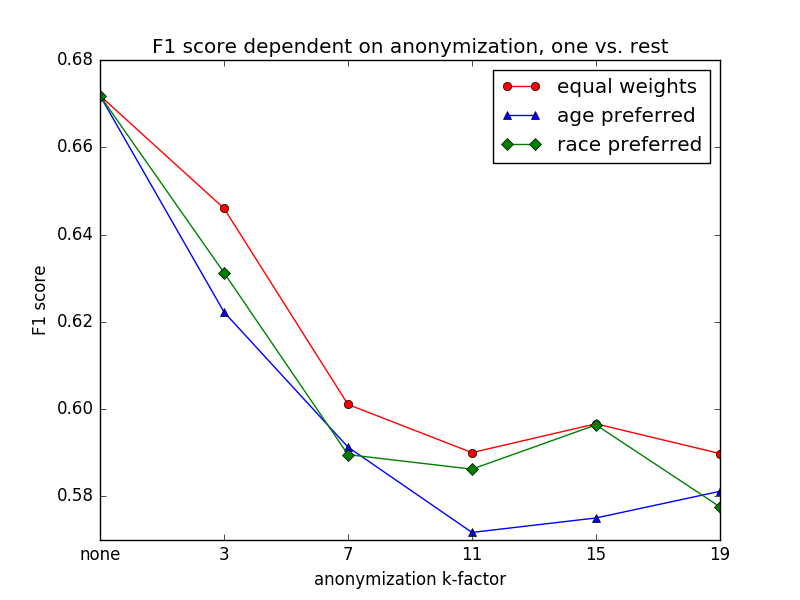 F1 score dependent on anonymization, one vs. rest
equal weights
age preferred
race preferred
F1 score
0.68
0.66
0.64
0.62
0.60
0.58
none 3 7 11 15 19
anonymization k-factor